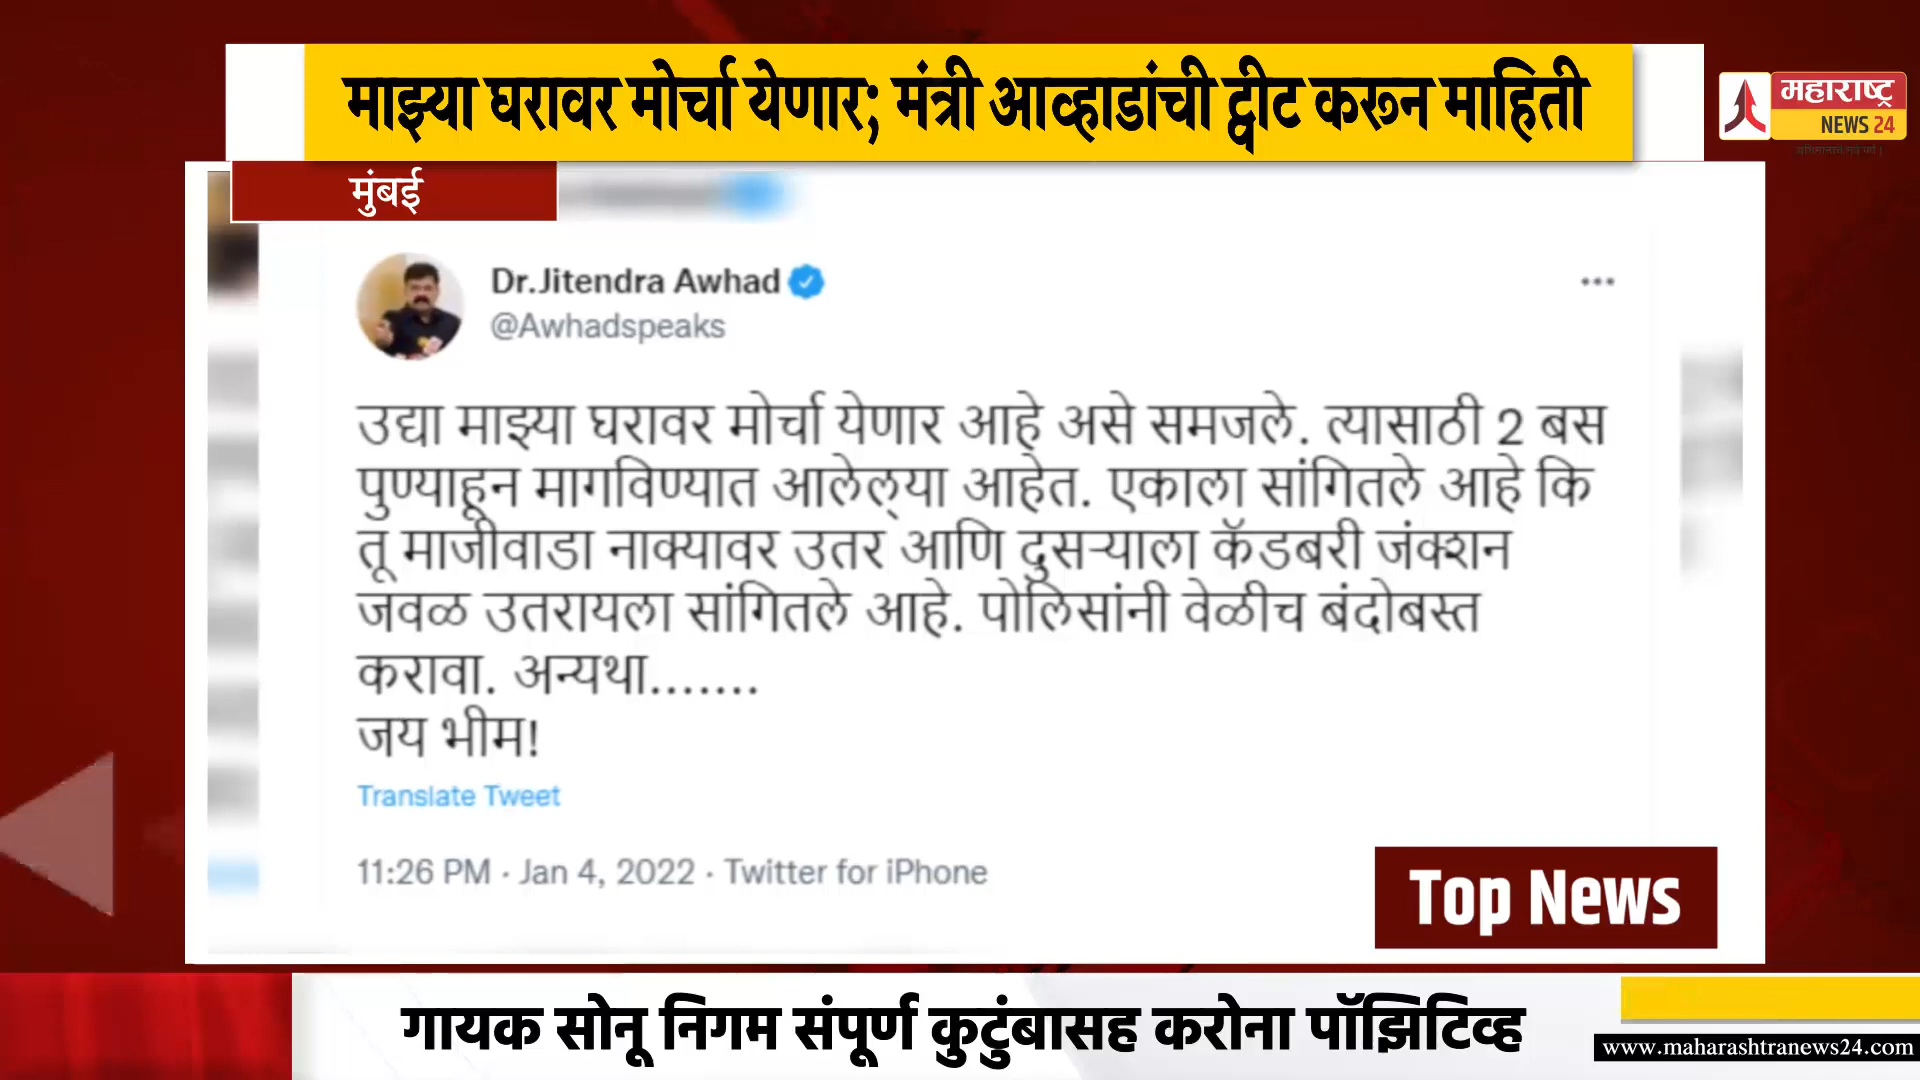 माझ्या घरावर मोर्चा येणार; मंत्री आव्हाडांची ट्वीट करून माहिती
महाराष्ट्र
NEWS 24
मुंबई
Dr.Jitendra Awhad
@Awhadspeaks
उद्या माझ्या घरावर मोर्चा येणार आहे असे समजले. त्यासाठी 2 बस
पुण्याहून मागविण्यात आलेल्‌या आहेत. एकाला सांगितले आहे कि
तू माजीवाडा नाक्यावर उतर आणि दुसऱ्याला कॅडबरी जंक्शन
जवळ उतरायला सांगितले आहे. पोलिसांनी वेळीच बंदोबस्त
करावा. अन्यथा.......
जय भीम!
Translate Tweet
11:26 PM · Jan 4, 2022 · Twitter for iPhone
Top News
गायक सोनू निगम संपूर्ण कुटुंबासह करोना पॉझिटिव्ह
www.maharashtranews24.com